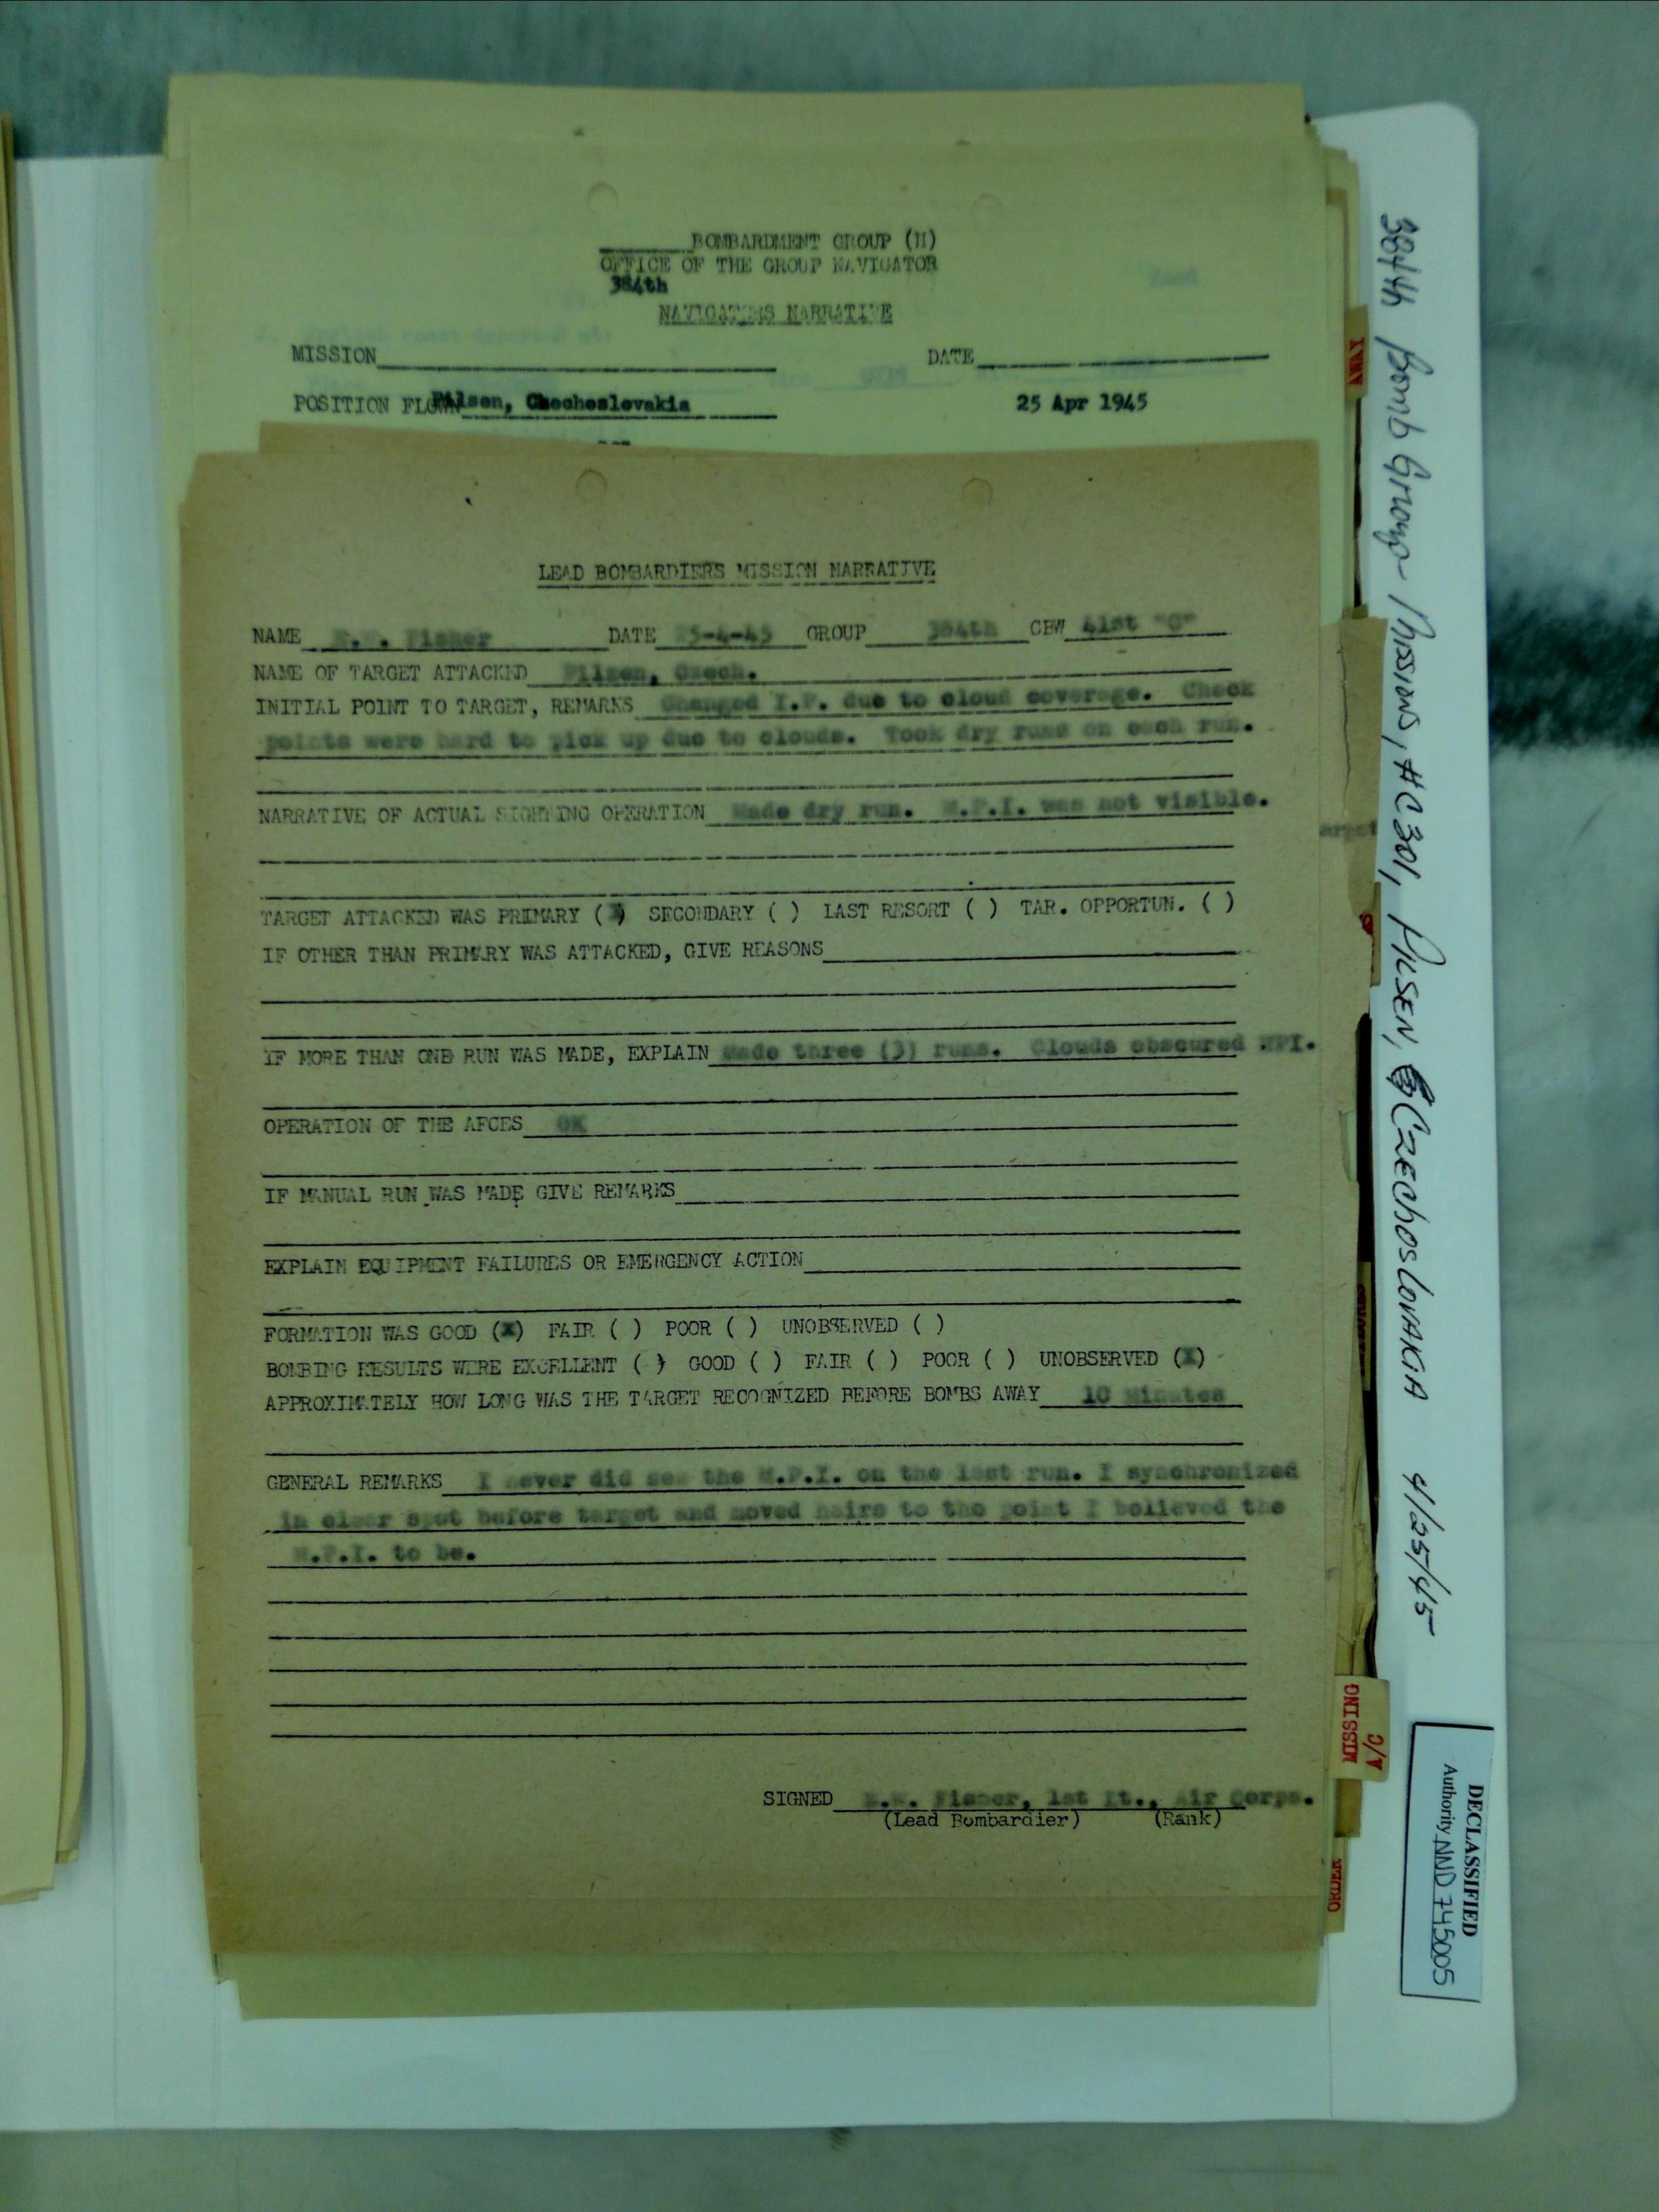 BOMBARDMENT GROUP (H)
OFFICE OF THE GROUP NAVIGATOR
384th
NAVIGATORS NARRATIVE
MISSION DATE
POSITION FLOWN Pilsen, Checheslovakia 25 Apr 1945
LEAD BOMBARDIERS MISSION NARRATIVE
NAME Fisher DATE 25-4-45 GROUP 384th CBW 41st "C"
NAME OF TARGET ATTACKED Pilsen, Czech.
INITIAL POINT TO TARGET, REMARKS Changed I.P. due to cloud coverage. Check
points were hard to pick up due to clouds. Took dry runs on each run.
NARRATIVE OF ACTUAL SIGHTING OPERATION Made dry run. M.P.I. was not visible.
TARGET ATTACKED WAS PRIMARY (X) SECONDARY ( ) LAST RESORT ( ) TAR. OPPORTUN. ( )
IF OTHER THAN PRIMARY WAS ATTACKED, GIVE REASONS
IF MORE THAN ONE RUN WAS MADE, EXPLAIN Made three (3) runs. Clouds obscured MPI.
OPERATION OF THE AFCES OK
IF MANUAL RUN WAS MADE GIVE REMARKS
EXPLAIN EQUIPMENT FAILURES OR EMERGENCY ACTION
FORMATION WAS GOOD (X) FAIR ( ) POOR ( ) UNOBSERVED ( )
BOMBING RESULTS WERE EXCELLENT ( ) GOOD ( ) FAIR ( ) POOR ( ) UNOBSERVED (X)
APPROXIMATELY HOW LONG WAS THE TARGET RECOGNIZED BEFORE BOMBS AWAY 10 Minutes
GENERAL REMARKS I never did see the M.P.I. on the last run. I synchronized
in clear spot before target and moved hairs to the point I believed the
M.P.I. to be.
SIGNED Fisher, 1st Lt., Air Corps.
(Lead Bombardier) (Rank)
384th Bomb Group Missions, #C301, PILSEN, CZECHOSLOVAKIA 4/25/45
MISSING
A/C
ORDER
DECLASSIFIED
Authority NND 745005